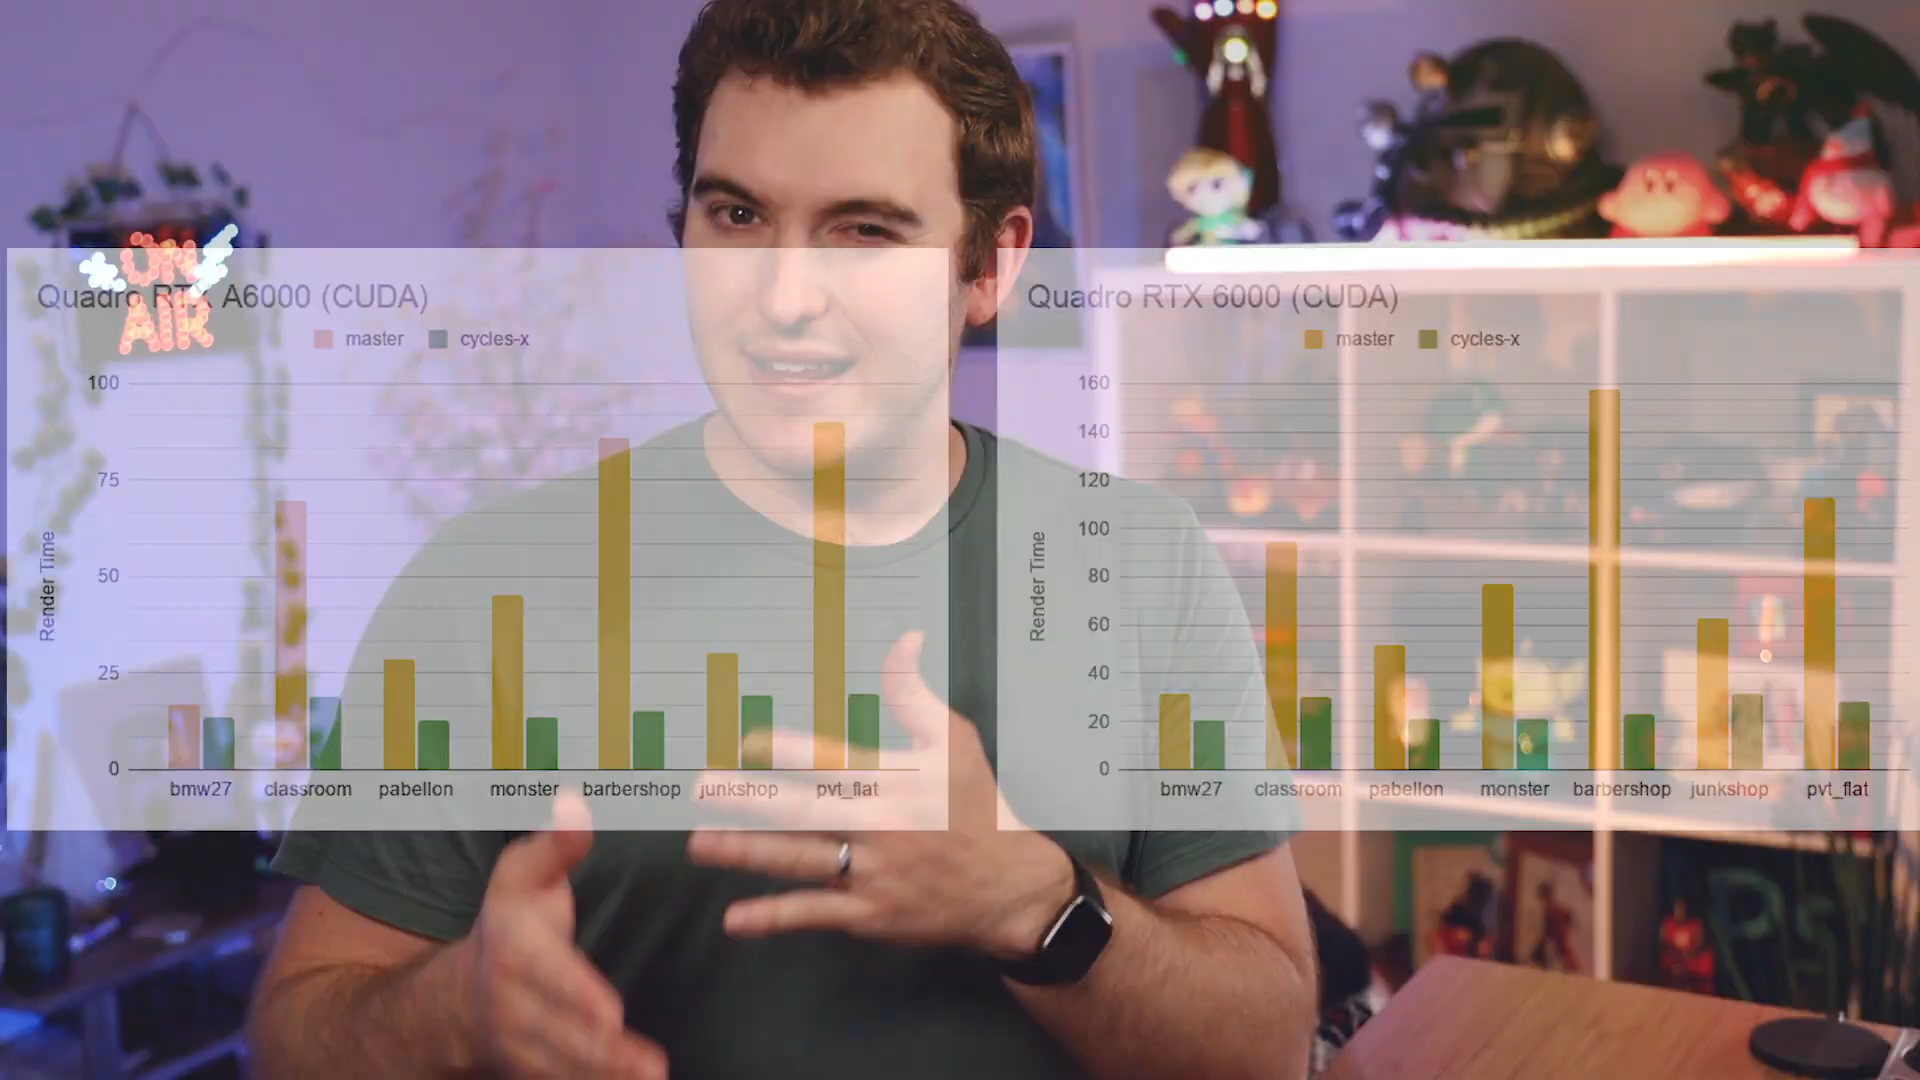 ON
AIR
Quadro RTX A6000 (CUDA)
master cycles-x
100
75
50
25
0
Render Time
bmw27 classroom pabellon monster barbershop junkshop pvt_flat
Quadro RTX 6000 (CUDA)
master cycles-x
160
140
120
100
80
60
40
20
0
Render Time
bmw27 classroom pabellon monster barbershop junkshop pvt_flat
Ps